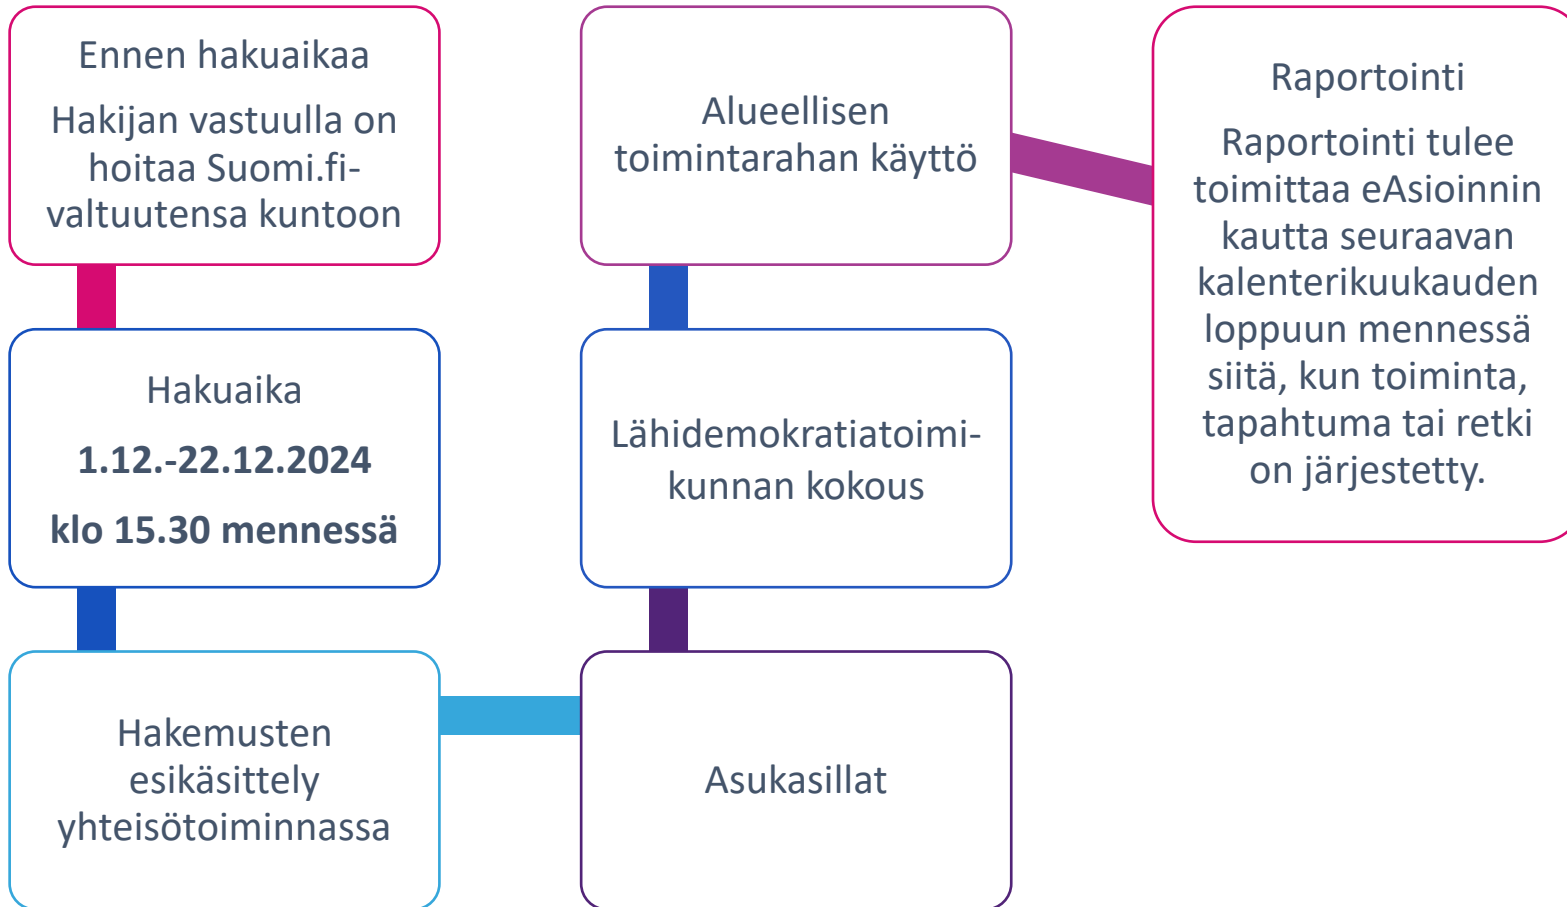 Ennen hakuaikaa
Hakijan vastuulla on
hoitaa Suomi.fi-
valtuutensa kuntoon
Hakuaika
1.12.-22.12.2024
klo 15.30 mennessä
Hakemusten
esikäsittely
yhteisötoiminnassa
Asukasillat
Lähidemokratiatoimi-
kunnan kokous
Alueellisen
toimintarahan käyttö
Raportointi
Raportointi tulee
toimittaa eAsioinnin
kautta seuraavan
kalenterikuukauden
loppuun mennessä
siitä, kun toiminta,
tapahtuma tai retki
on järjestetty.